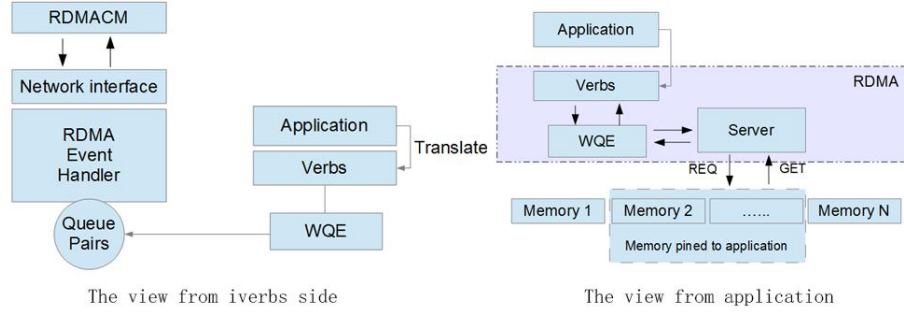 RDMACM
Network interface
RDMA
Event
Handler
Queue
Pairs
Application
Translate
Verbs
WQE
The view from iverbs side
Application
RDMA
Verbs
WQE
Server
REQ
GET
Memory 1
Memory 2
......
Memory N
Memory pined to application
The view from application